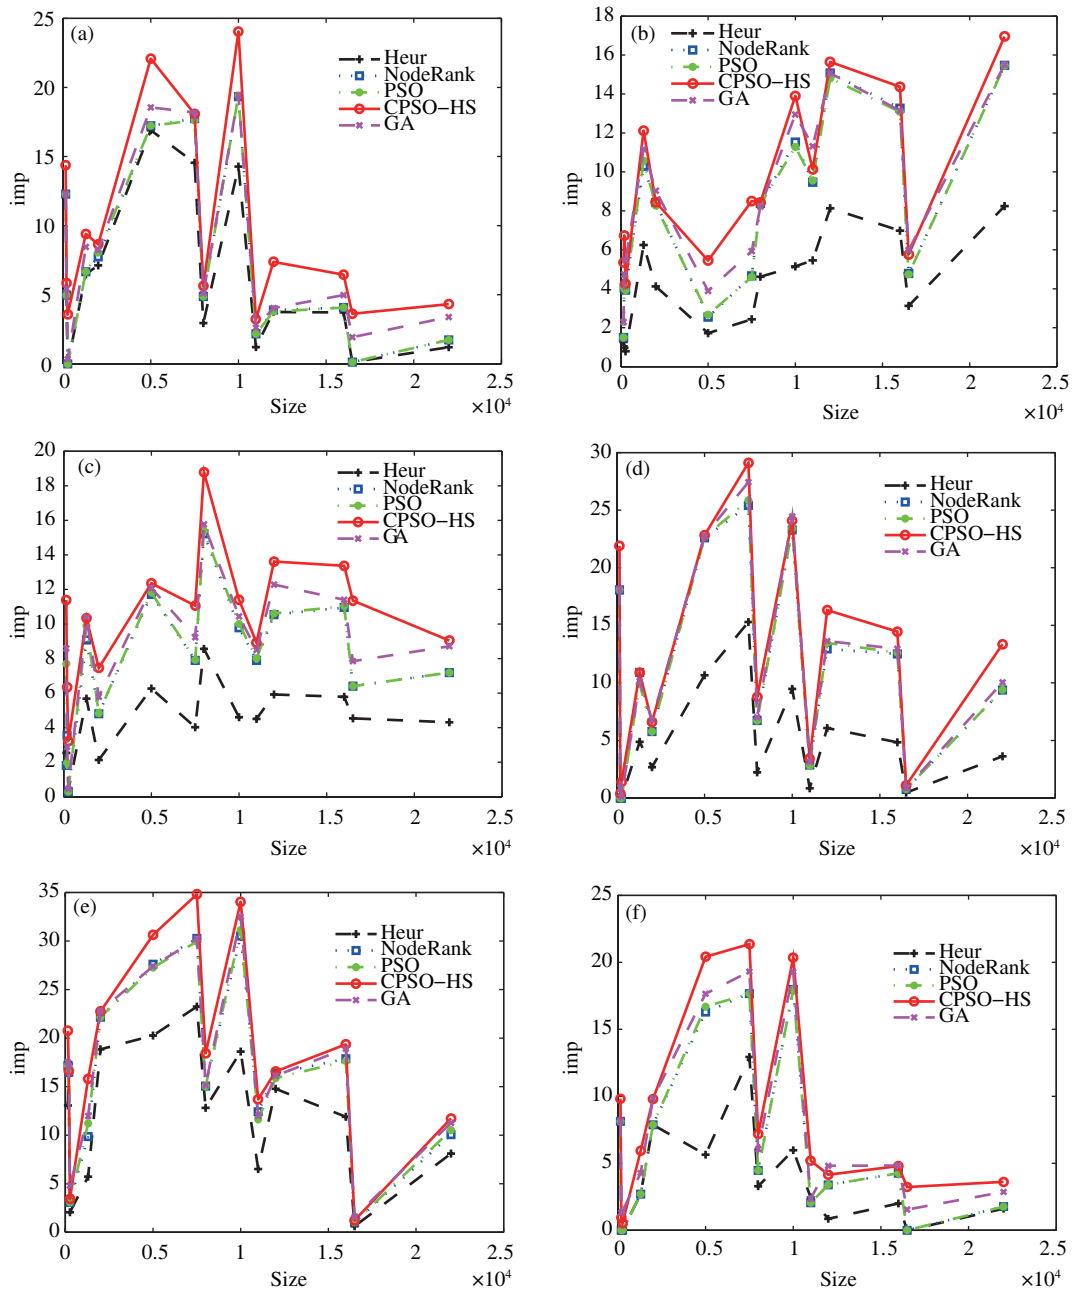 (a)
imp
25
20
15
10
5
0
Heur
NodeRank
PSO
CPSO−HS
GA
0 0.5 1 1.5 2 2.5
Size
×10⁴
(b)
imp
18
16
14
12
10
8
6
4
2
0
Heur
NodeRank
PSO
CPSO−HS
GA
0 0.5 1 1.5 2 2.5
Size
×10⁴
(c)
imp
20
18
16
14
12
10
8
6
4
2
0
Heur
NodeRank
PSO
CPSO−HS
GA
0 0.5 1 1.5 2 2.5
Size
×10⁴
(d)
imp
30
25
20
15
10
5
0
Heur
NodeRank
PSO
CPSO−HS
GA
0 0.5 1 1.5 2 2.5
Size
×10⁴
(e)
imp
35
30
25
20
15
10
5
0
Heur
NodeRank
PSO
CPSO−HS
GA
0 0.5 1 1.5 2 2.5
Size
×10⁴
(f)
imp
25
20
15
10
5
0
Heur
NodeRank
PSO
CPSO−HS
GA
0 0.5 1 1.5 2 2.5
Size
×10⁴